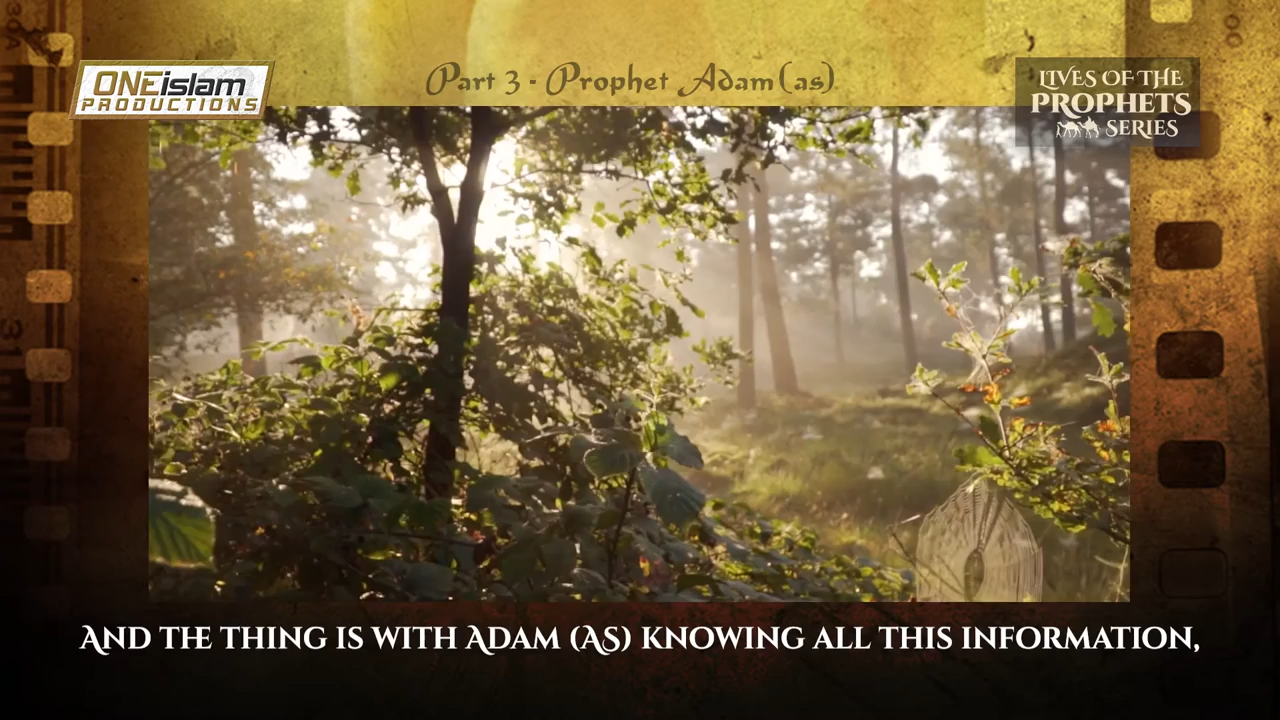 ONEislam
PRODUCTIONS
Part 3 - Prophet Adam (as)
LIVES OF THE
PROPHETS
SERIES
AND THE THING IS WITH ADAM (AS) KNOWING ALL THIS INFORMATION,